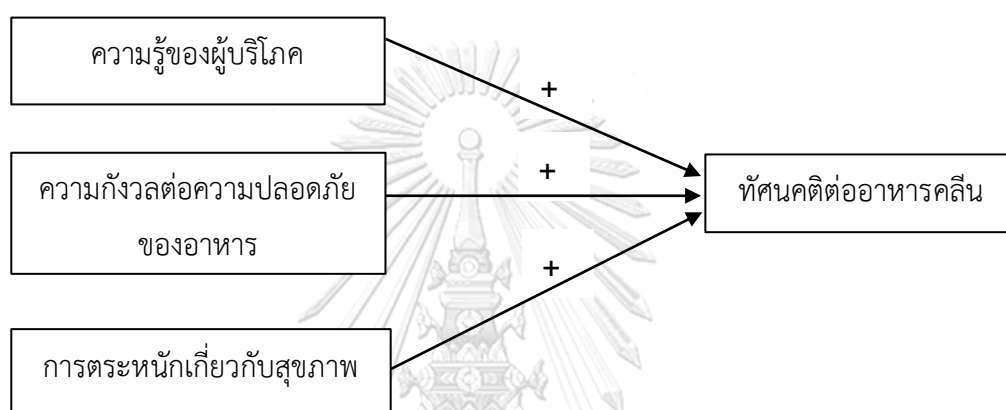 ความรู้ของผู้บริโภค
+
ความกังวลต่อความปลอดภัย
ของอาหาร
+
ทัศนคติต่ออาหารคลีน
+
การตระหนักเกี่ยวกับสุขภาพ